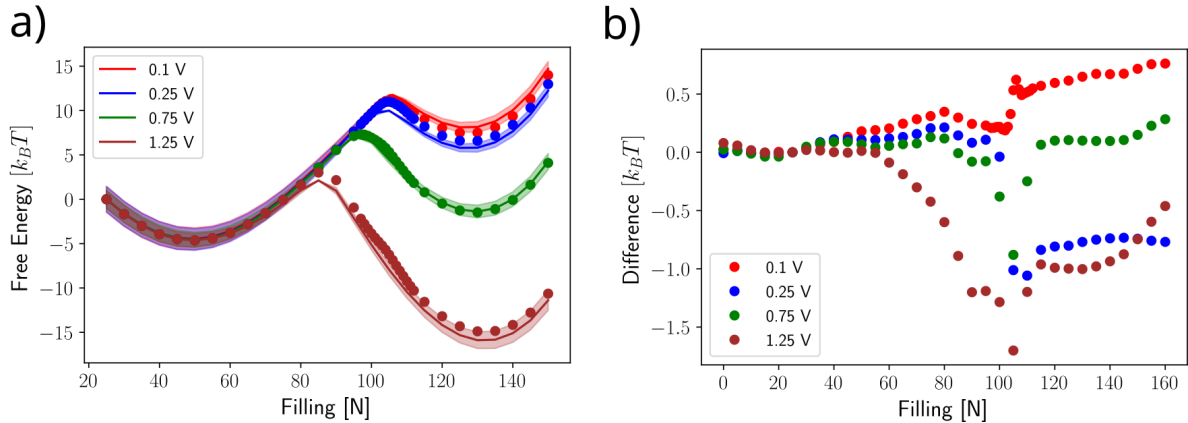 a)
0.1 V
0.25 V
0.75 V
1.25 V
15
10
5
0
−5
−10
−15
Free Energy [k_BT]
20 40 60 80 100 120 140
Filling [N]
b)
0.5
0.0
−0.5
−1.0
−1.5
Difference [k_BT]
0.1 V
0.25 V
0.75 V
1.25 V
0 20 40 60 80 100 120 140 160
Filling [N]